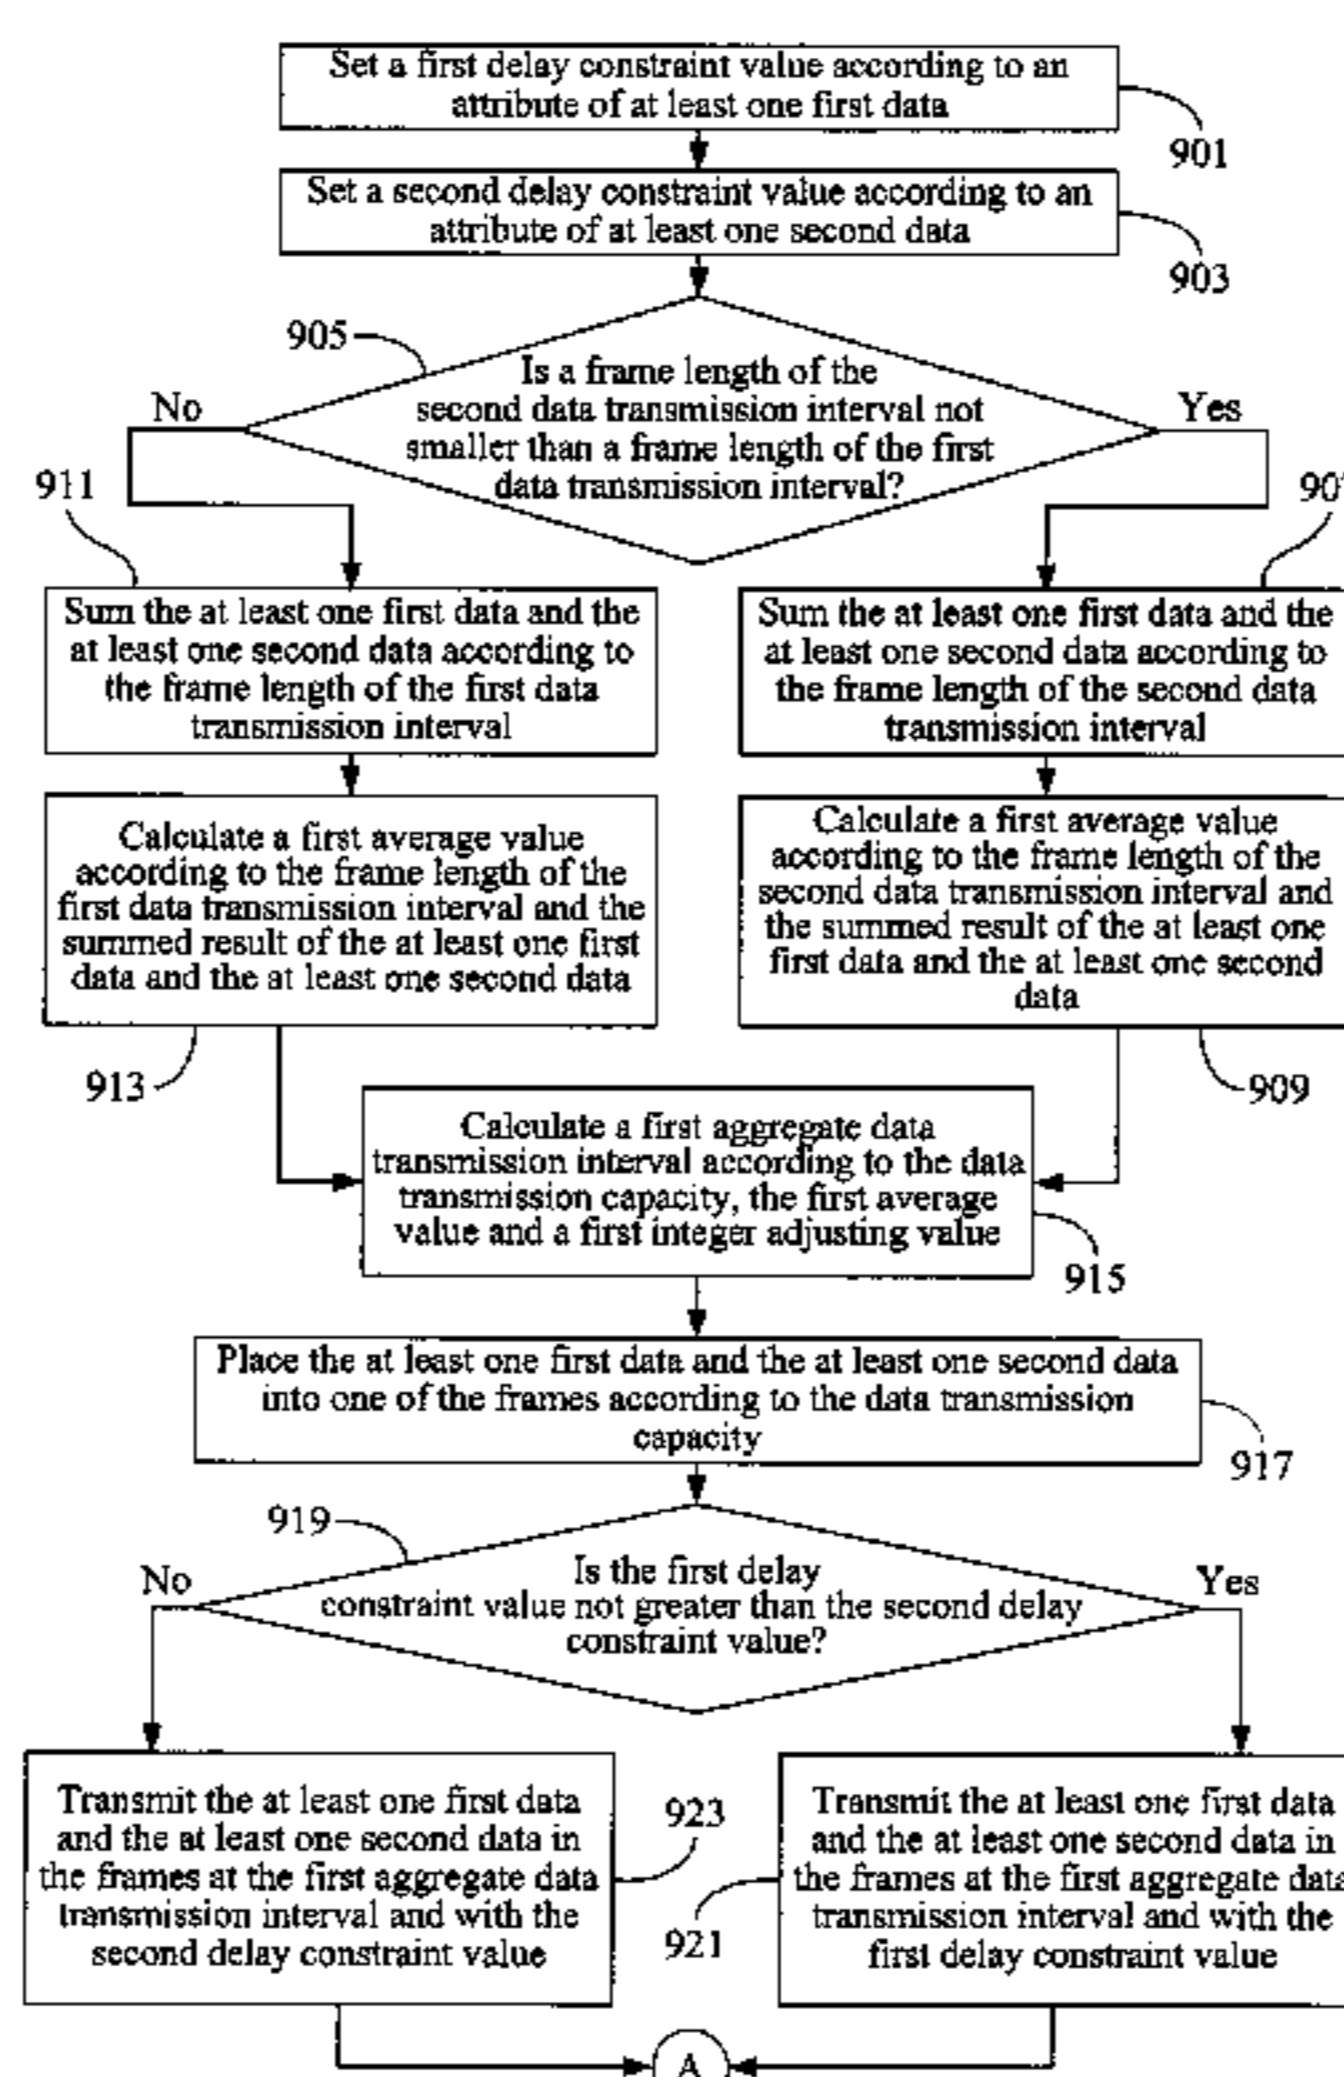 Set a first delay constraint value according to an
attribute of at least one first data
901
Set a second delay constraint value according to an
attribute of at least one second data
903
905
Is a frame length of the
second data transmission interval not
smaller than a frame length of the first
data transmission interval?
No
Yes
911
Sum the at least one first data and the
at least one second data according to
the frame length of the first data
transmission interval
Sum the at least one first data and the
at least one second data according to
the frame length of the second data
transmission interval
Calculate a first average value
according to the frame length of the
first data transmission interval and the
summed result of the at least one first
data and the at least one second data
913
Calculate a first average value
according to the frame length of the
second data transmission interval and
the summed result of the at least one
first data and the at least one second
data
909
Calculate a first aggregate data
transmission interval according to the data
transmission capacity, the first average
value and a first integer adjusting value
915
Place the at least one first data and the at least one second data
into one of the frames according to the data transmission
capacity
917
919
Is the first delay
constraint value not greater than the second delay
constraint value?
No
Yes
Transmit the at least one first data
and the at least one second data in
the frames at the first aggregate data
transmission interval and with the
second delay constraint value
923
Transmit the at least one first data
and the at least one second data in
the frames at the first aggregate data
transmission interval and with the
first delay constraint value
921
A